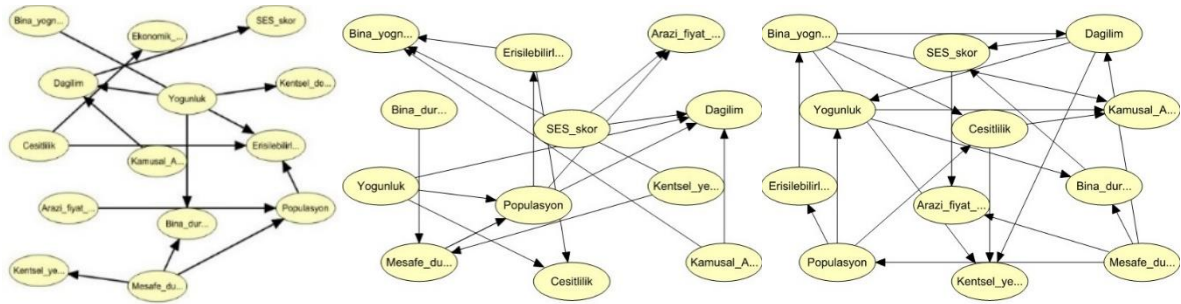 Bina_yogn...
SES_skor
Ekonomik_...
Dagilim
Yogunluk
Kentsel_do...
Cesitlilik
Kamusal_A...
Erisilebilirl...
Arazi_fiyat_...
Populasyon
Bina_dur...
Kentsel_ye...
Mesafe_du...
Bina_yogn...
Erisilebilirl...
Arazi_fiyat_...
Bina_dur...
Dagilim
SES_skor
Yogunluk
Kentsel_ye...
Populasyon
Mesafe_du...
Kamusal_A...
Cesitlilik
Bina_yogn...
Dagilim
SES_skor
Yogunluk
Kamusal_A...
Cesitlilik
Erisilebilirl...
Bina_dur...
Arazi_fiyat_...
Populasyon
Mesafe_du...
Kentsel_ye...